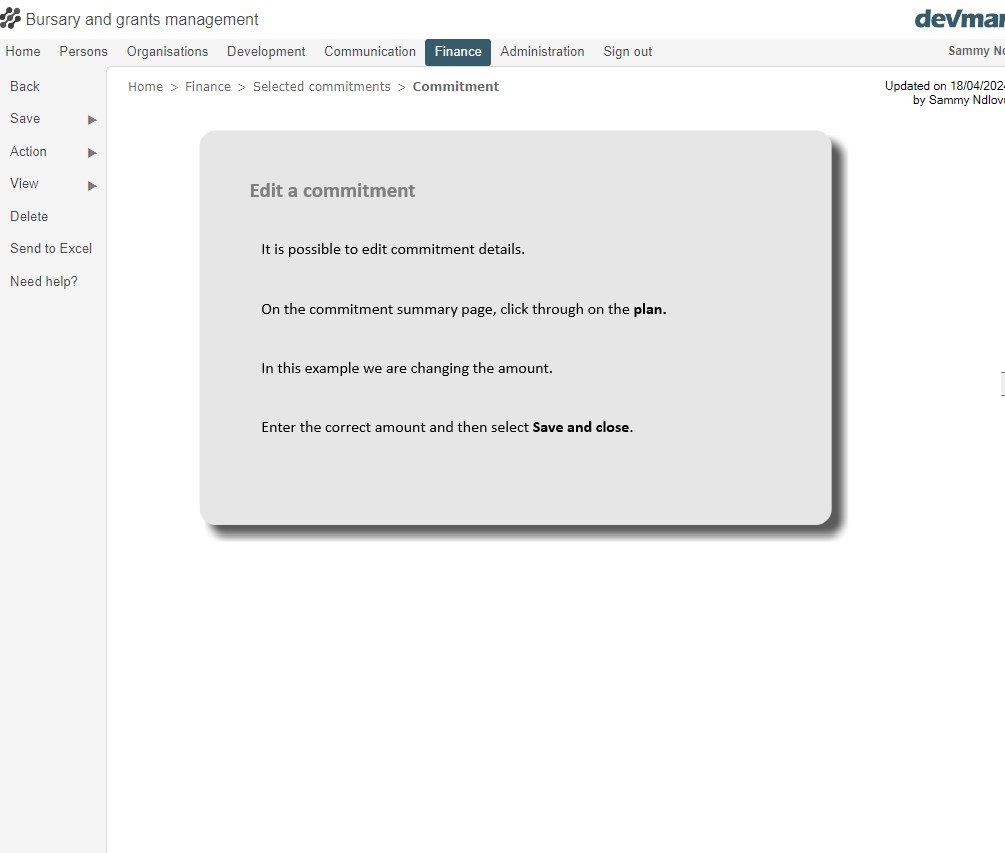 Bursary and grants management
devman
Home Persons Organisations Development Communication Finance Administration Sign out
Sammy
Back
Save
Action
View
Delete
Send to Excel
Need help?
Home > Finance > Selected commitments > Commitment
Updated on 18/04/2024
by Sammy
Edit a commitment
It is possible to edit commitment details.
On the commitment summary page, click through on the plan.
In this example we are changing the amount.
Enter the correct amount and then select Save and close.